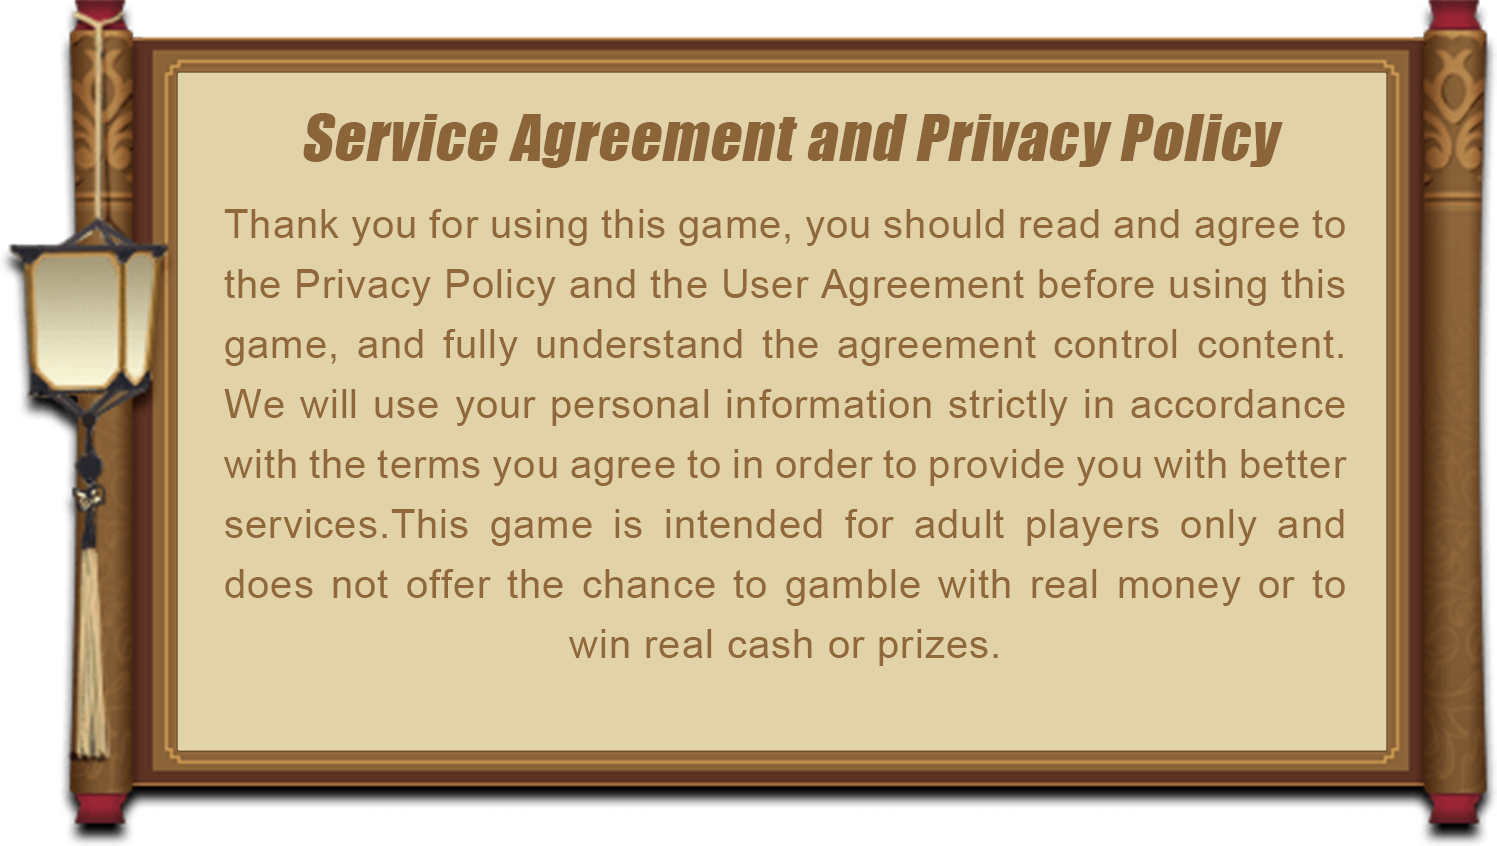 Service Agreement and Privacy Policy
Thank you for using this game, you should read and agree to
the Privacy Policy and the User Agreement before using this
game, and fully understand the agreement control content.
We will use your personal information strictly in accordance
with the terms you agree to in order to provide you with better
services.This game is intended for adult players only and
does not offer the chance to gamble with real money or to
win real cash or prizes.